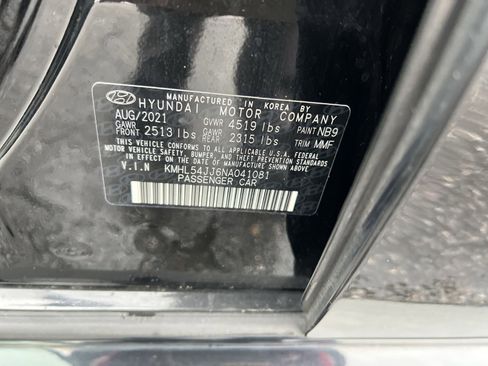 MANUFACTURED IN KOREA BY
HYUNDAI MOTOR COMPANY
AUG/2021 GVWR 4519 lbs PAINT NB9
GAWR FRONT 2513 lbs GAWR REAR 2315 lbs TRIM MMF
THIS VEHICLE CONFORMS TO ALL APPLICABLE U.S.A. FEDERAL
MOTOR VEHICLE SAFETY, BUMPER, AND THEFT PREVENTION STANDARDS
IN EFFECT ON THE DATE OF MANUFACTURE SHOWN ABOVE.
V.I.N KMHL54JJ6NA041081
PASSENGER CAR